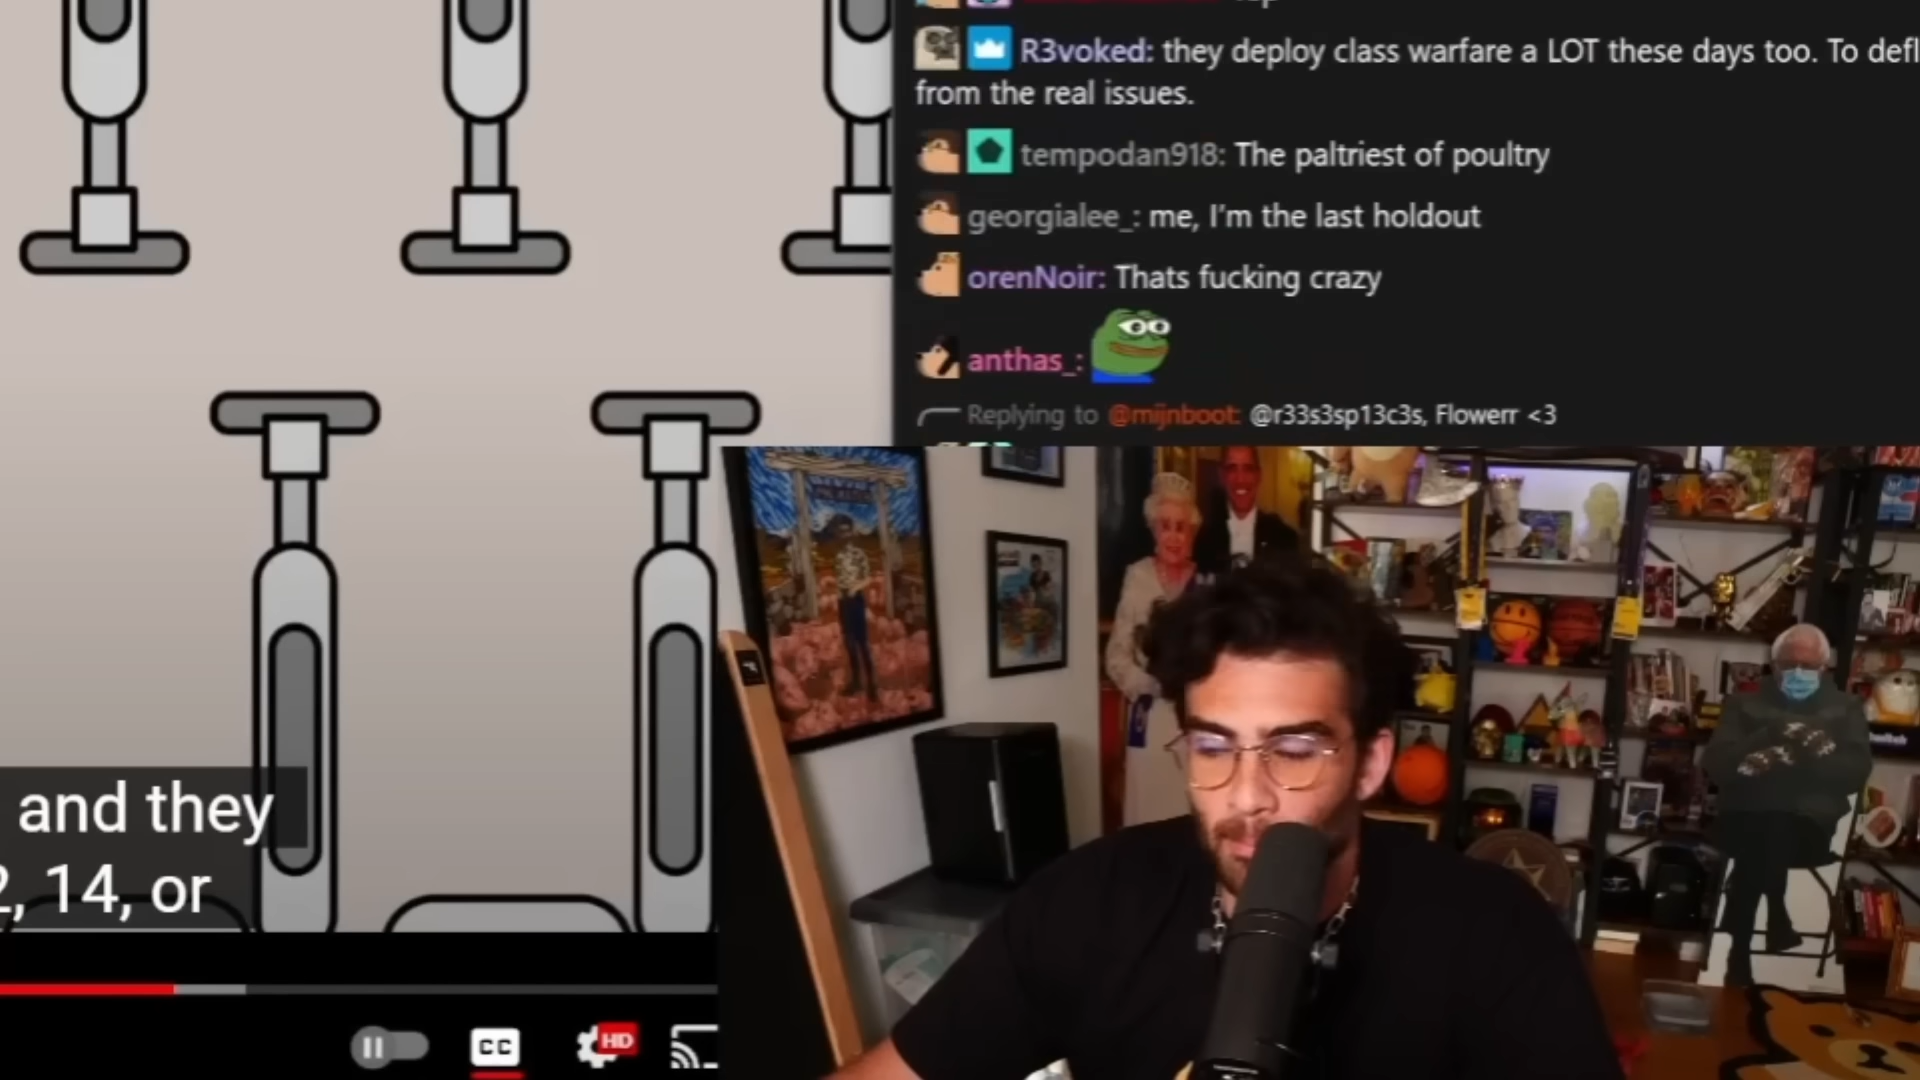 R3voked: they deploy class warfare a LOT these days too. To defl
from the real issues.
tempodan918: The paltriest of poultry
georgialee_: me, I'm the last holdout
orenNoir: Thats fucking crazy
anthas_:
Replying to @mijnboot: @r33s3sp13c3s, Flowerr <3
and they
2, 14, or
CC
HD